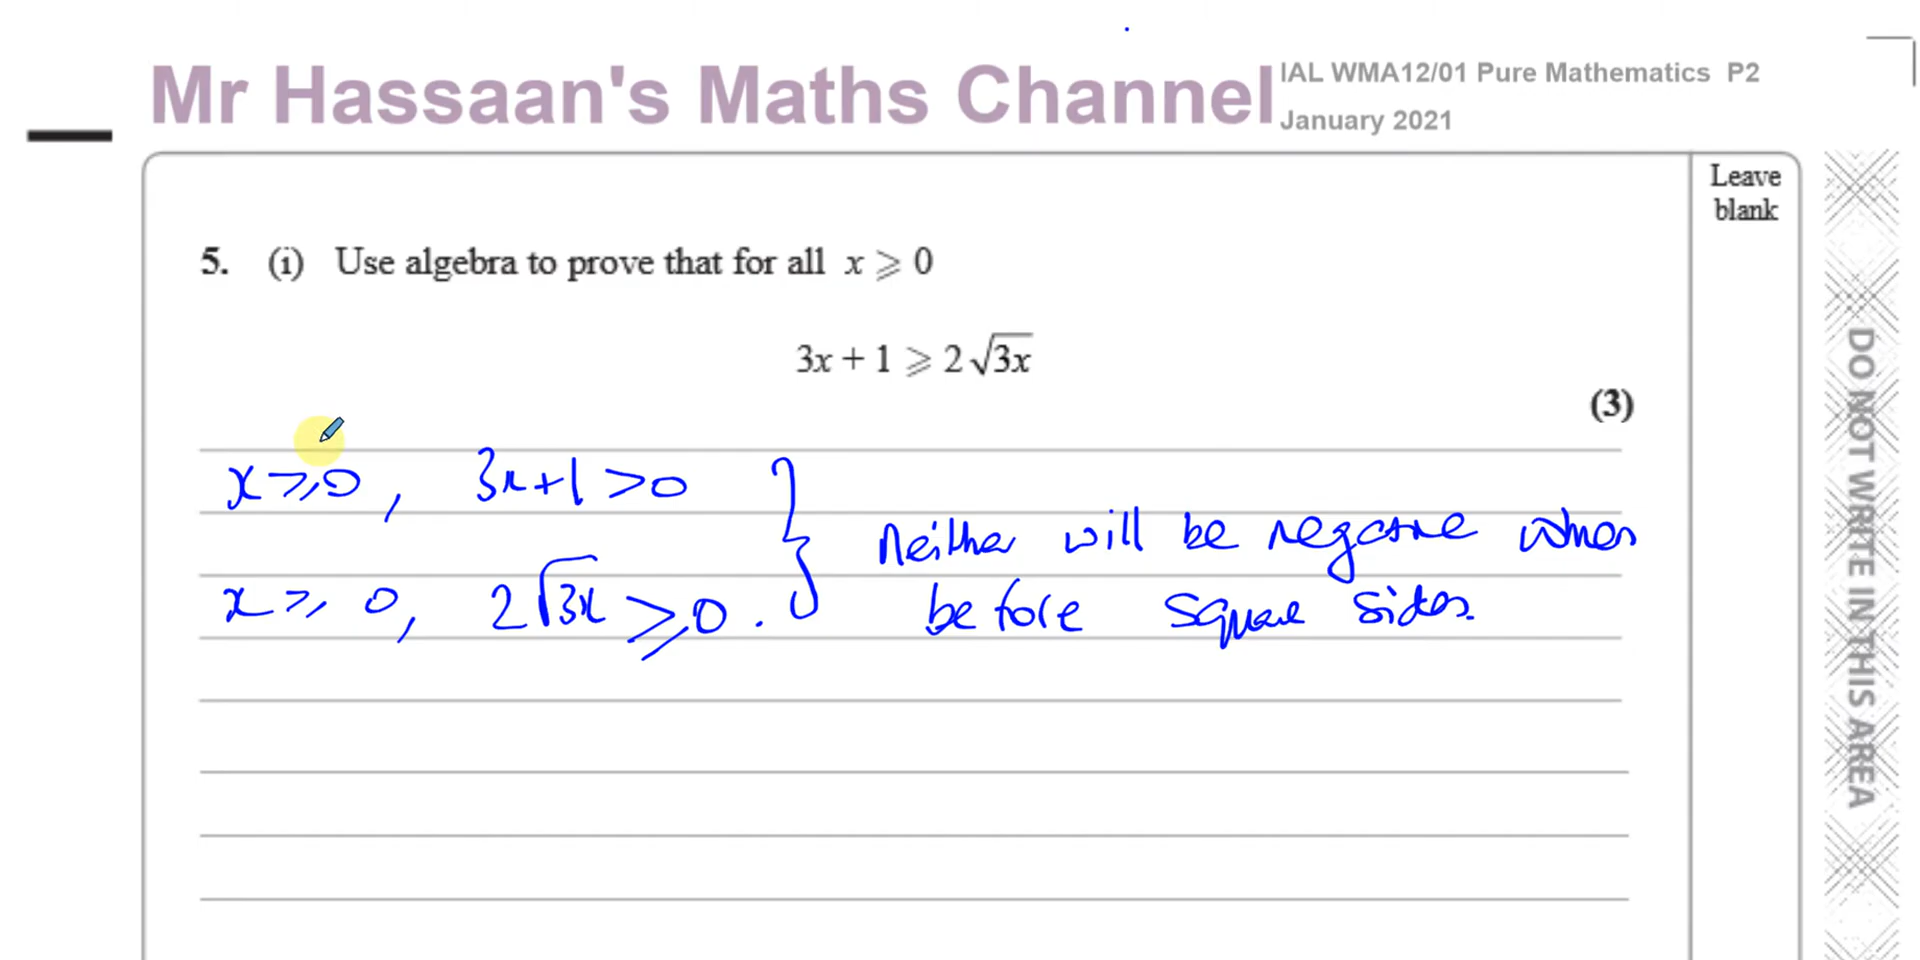 Mr Hassaan's Maths Channel
IAL WMA12/01 Pure Mathematics P2
January 2021
Leave
blank
5. (i) Use algebra to prove that for all x ⩾ 0
3x + 1 ⩾ 2√3x
(3)
x ⩾ 0, 3x+1 > 0
neither will be negative when
x ⩾ 0, 2√3x ⩾ 0.
before square sides.
DO NOT WRITE IN THIS AREA